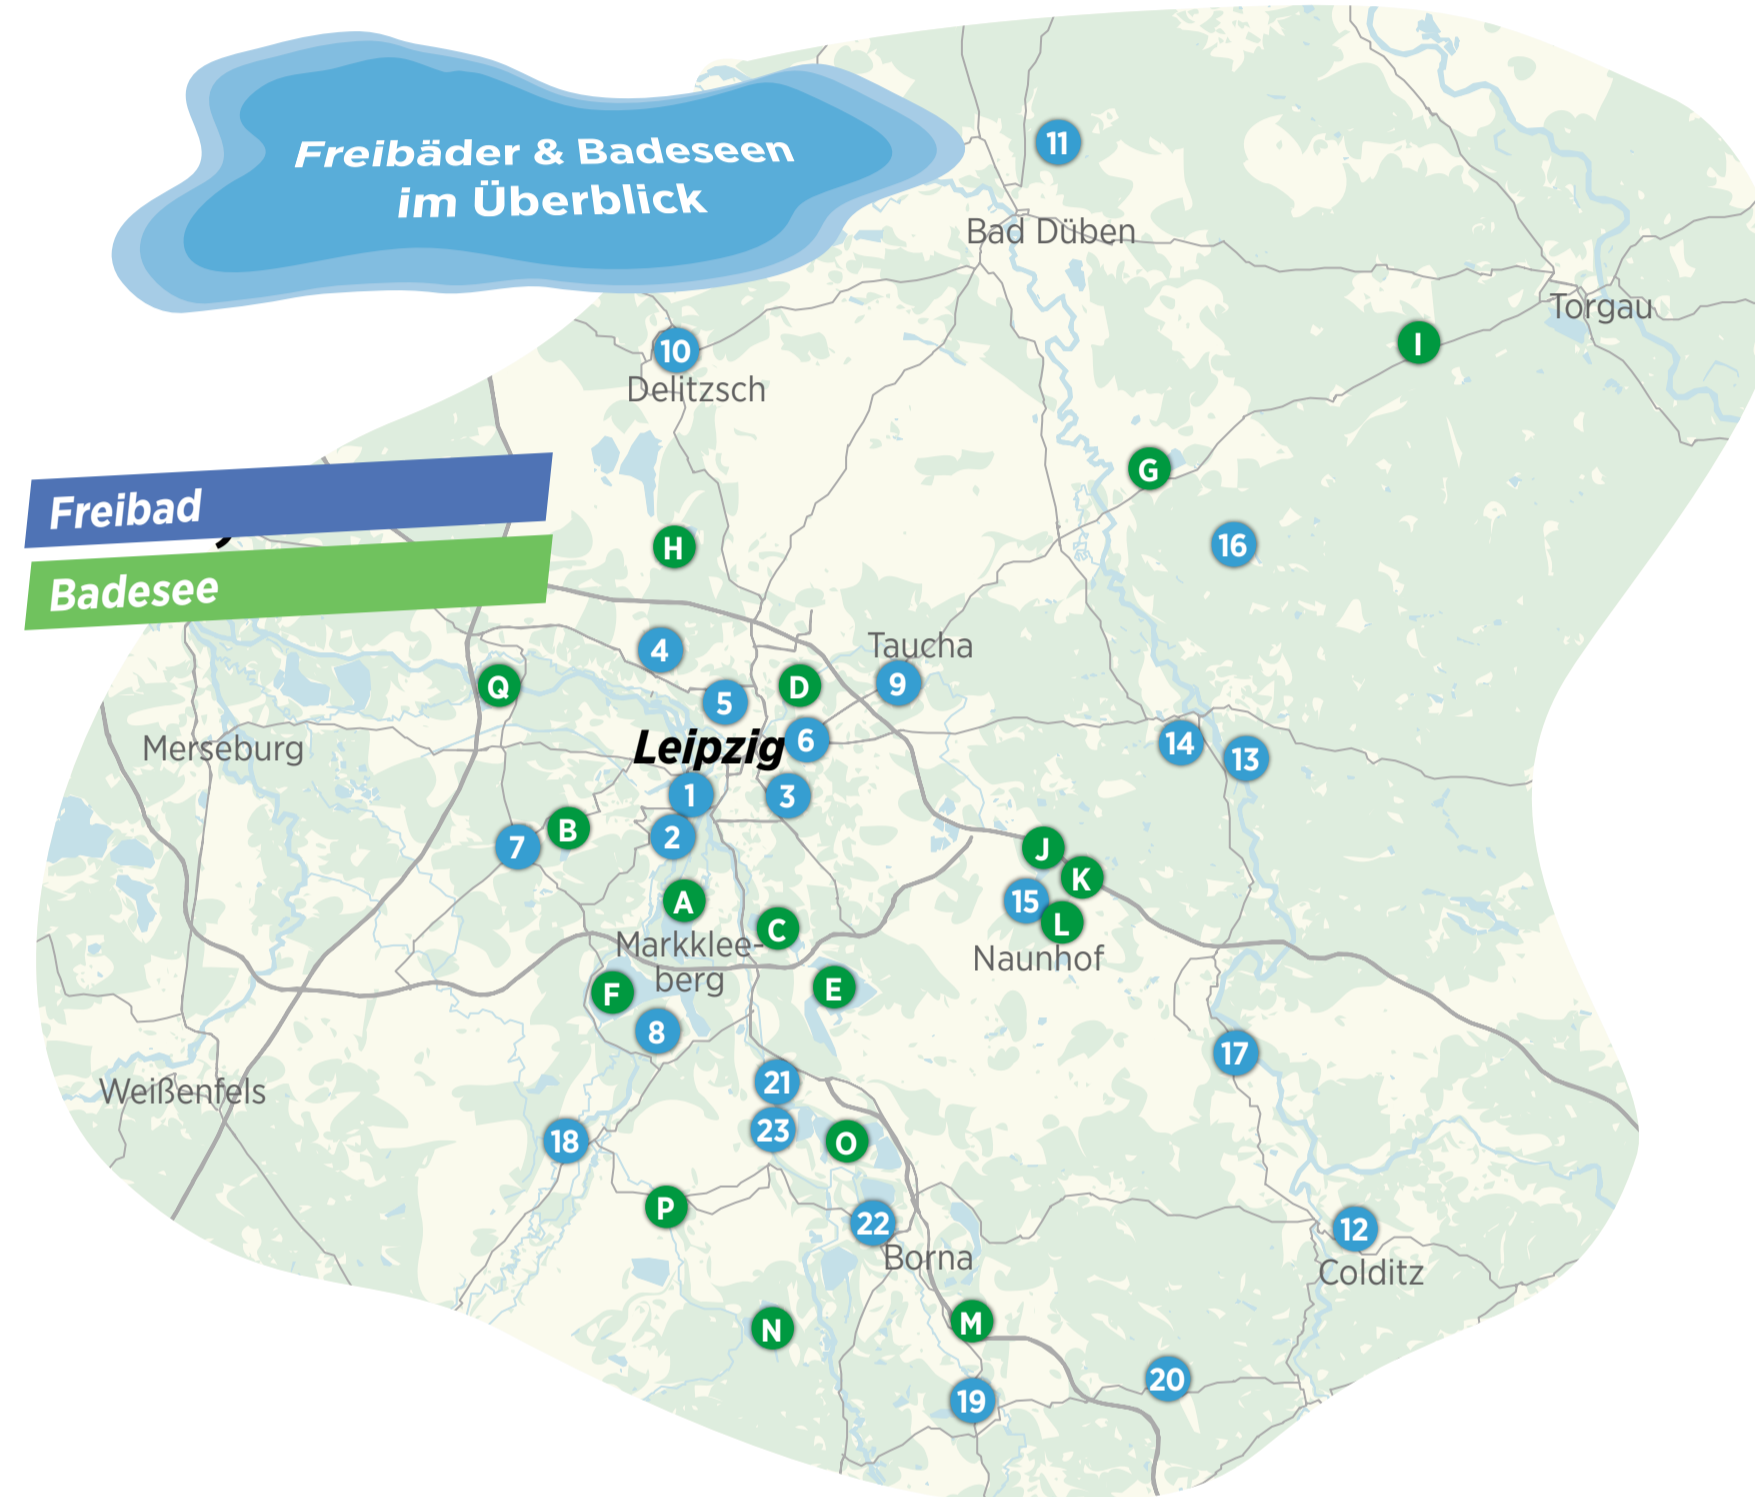 Freibäder & Badeseen
im Überblick
11
Bad Düben
Torgau
I
10
Delitzsch
G
Freibad
16
H
Badesee
4
Taucha
Q
D
9
5
Leipzig
6
14
Merseburg
13
1
3
B
2
7
J
K
A
15
C
L
Markklee-
berg
Naunhof
F
E
8
17
21
Weißenfels
23
18
O
P
22
12
Borna
Colditz
N
M
20
19